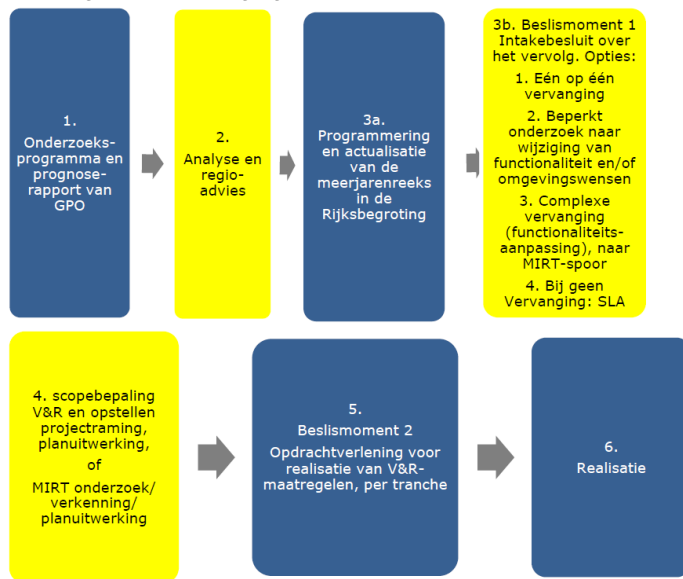 1.
Onderzoeks-
programma en
prognose-
rapport van
GPO
2.
Analyse en
regio-
advies
3a.
Programmering
en actualisatie
van de
meerjarenreeks
in de
Rijksbegroting
3b. Beslismoment 1
Intakebesluit over
het vervolg. Opties:
1. Eén op één
vervanging
2. Beperkt
onderzoek naar
wijziging van
functionaliteit en/of
omgevingswensen
3. Complexe
vervanging
(functionaliteits-
aanpassing), naar
MIRT-spoor
4. Bij geen
Vervanging: SLA
4. scopebepaling
V&R en opstellen
projectraming,
planuitwerking,
of
MIRT onderzoek/
verkenning/
planuitwerking
5.
Beslismoment 2
Opdrachtverlening voor
realisatie van V&R-
maatregelen, per tranche
6.
Realisatie